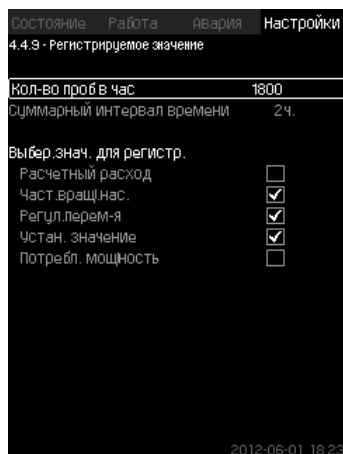 Состояние Работа Авария Настройки
4.4.9 - Регистрируемое значение
Кол-во проб в час 1800
Суммарный интервал времени 2ч.
Выбер.знач. для регистр.
Расчетный расход
Част.вращ.нас.
Регул.перем-я
Устан. значение
Потребл. мощность
2012-06-01 18:23